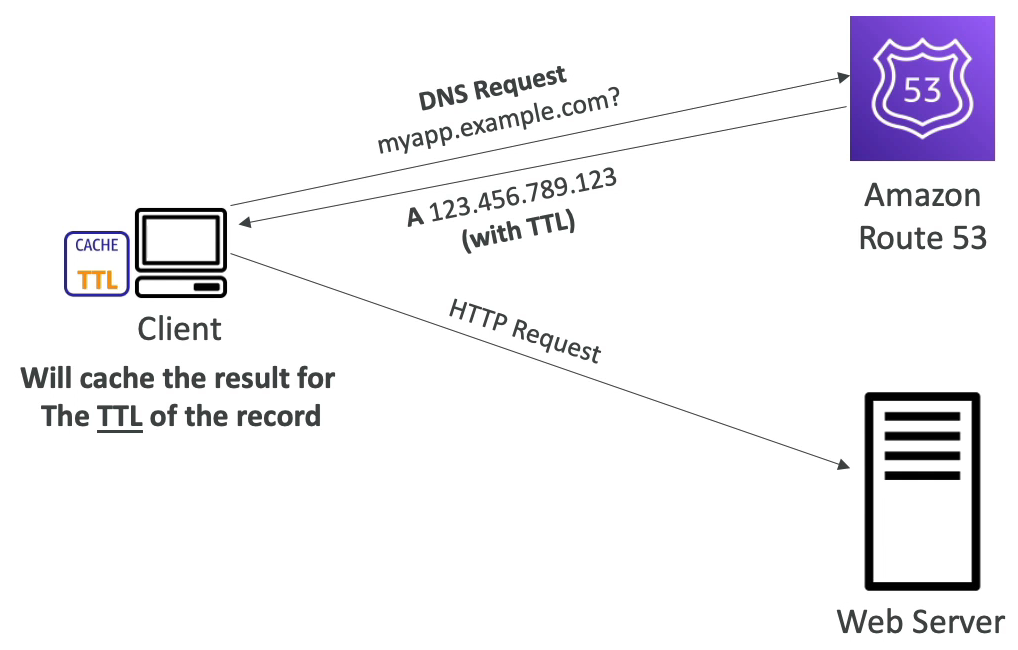 DNS Request
myapp.example.com?
53
Amazon
Route 53
A 123.456.789.123
(with TTL)
CACHE
TTL
Client
Will cache the result for
The TTL of the record
HTTP Request
Web Server